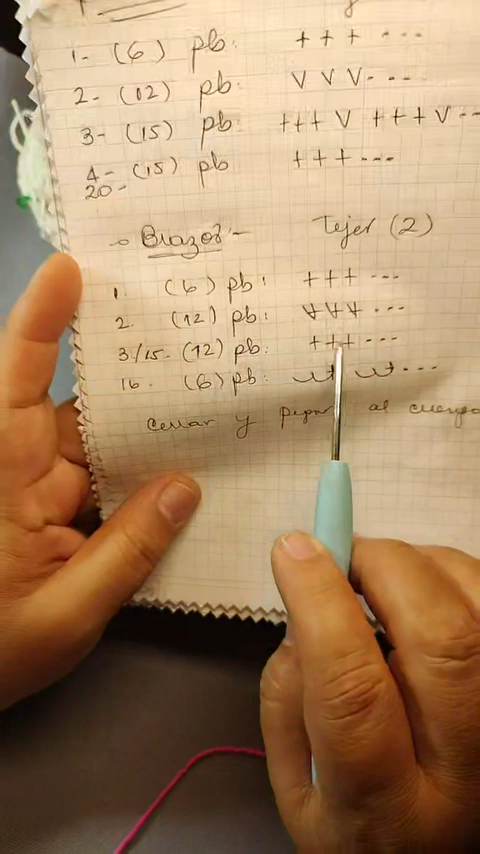 1- (6) pb: + + + ...
2- (12) pb: V V V ...
3- (15) pb: +++ V +++ V ...
4- (15) pb +++ ...
20-
Brazos:- Tejer (2)
1. (6) pb: +++ ...
2. (12) pb: V V V ...
3/15- (12) pb: +++ ...
16. (6) pb:
Cerrar y al cuerpo